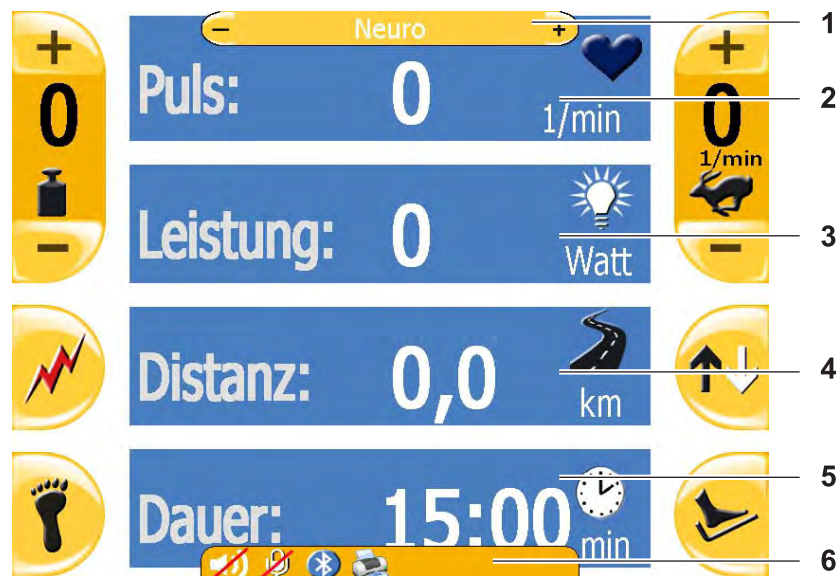 − Neuro +
1
+
0
−
Puls: 0 1/min
2
+
0
1/min
−
Leistung: 0 Watt
3
Distanz: 0,0 km
4
Dauer: 15:00 min
5
6